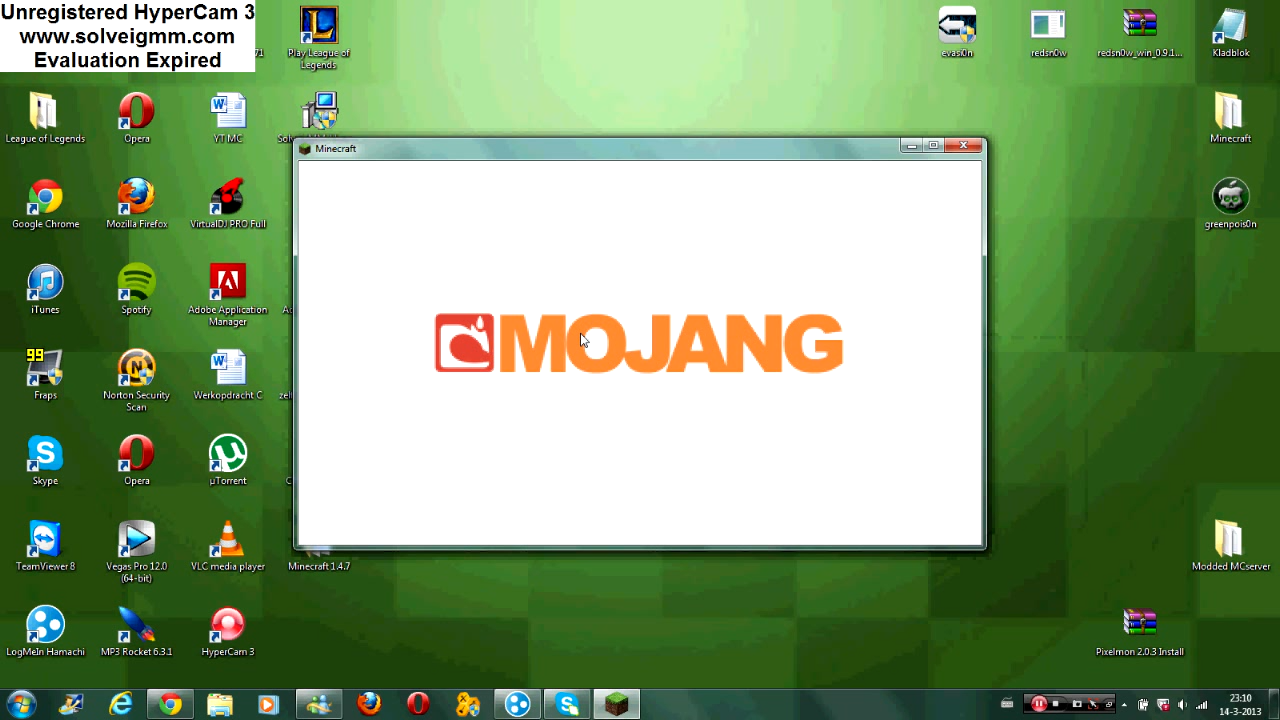 Unregistered HyperCam 3
www.solveigmm.com
Evaluation Expired
71
Play League of
Legends
evasi0n
redsn0w
redsn0w_win_0.9.1...
Kladblok
League of Legends
Opera
YT MC
Minecraft
Minecraft
Google Chrome
Mozilla Firefox
VirtualDJ PRO Full
greenpois0n
iTunes
Spotify
Adobe Application
Manager
MOJANG
99
Fraps
Norton Security
Scan
Werkopdracht C
Skype
Opera
µTorrent
TeamViewer 8
Vegas Pro 12.0
(64-bit)
VLC media player
Minecraft 1.4.7
Modded MCserver
LogMeIn Hamachi
MP3 Rocket 6.3.1
HyperCam 3
Pixelmon 2.0.3 Install
23:10
14-3-2013